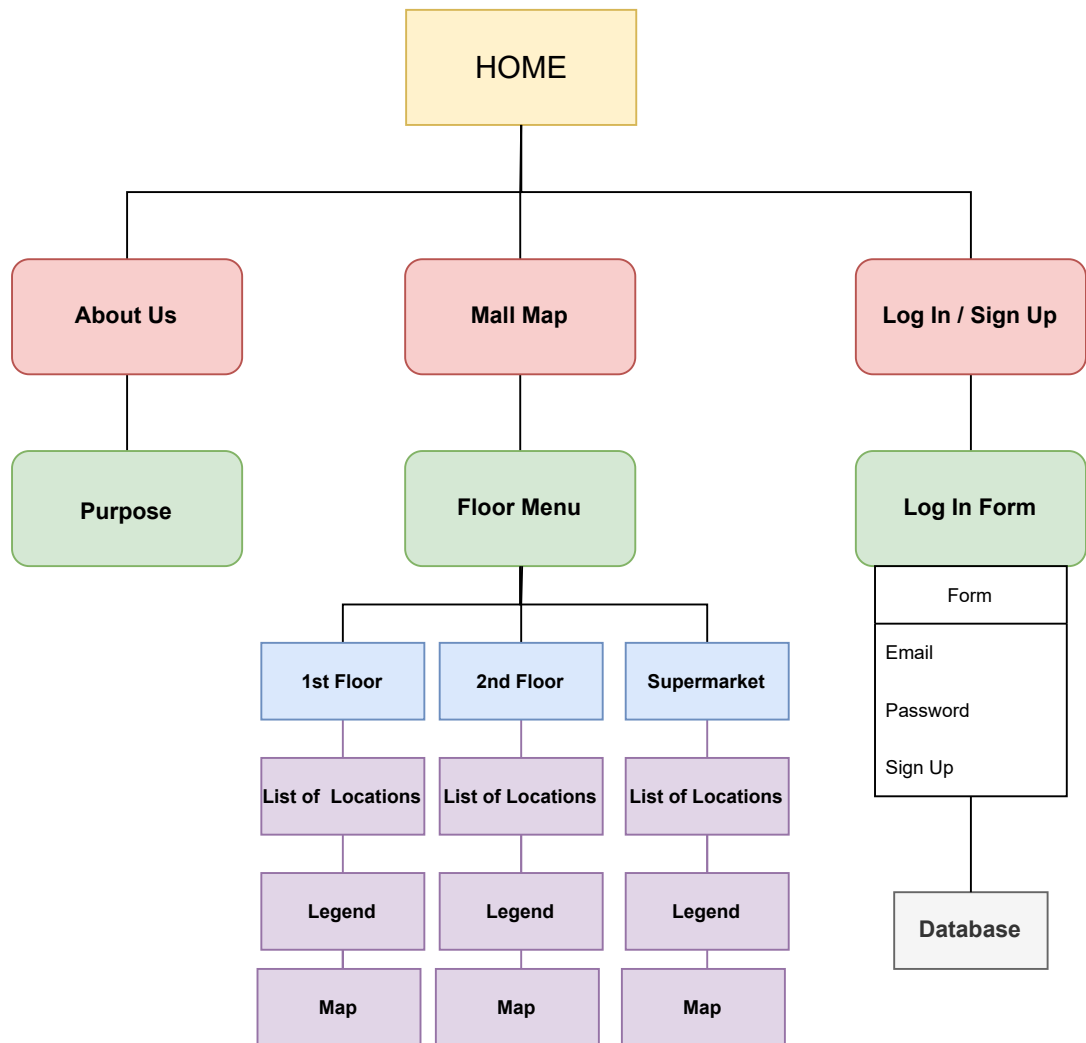 HOME
About Us
Mall Map
Log In / Sign Up
Purpose
Floor Menu
Log In Form
Form
Email
Password
Sign Up
Database
1st Floor
2nd Floor
Supermarket
List of  Locations
List of Locations
List of Locations
Legend
Legend
Legend
Map
Map
Map